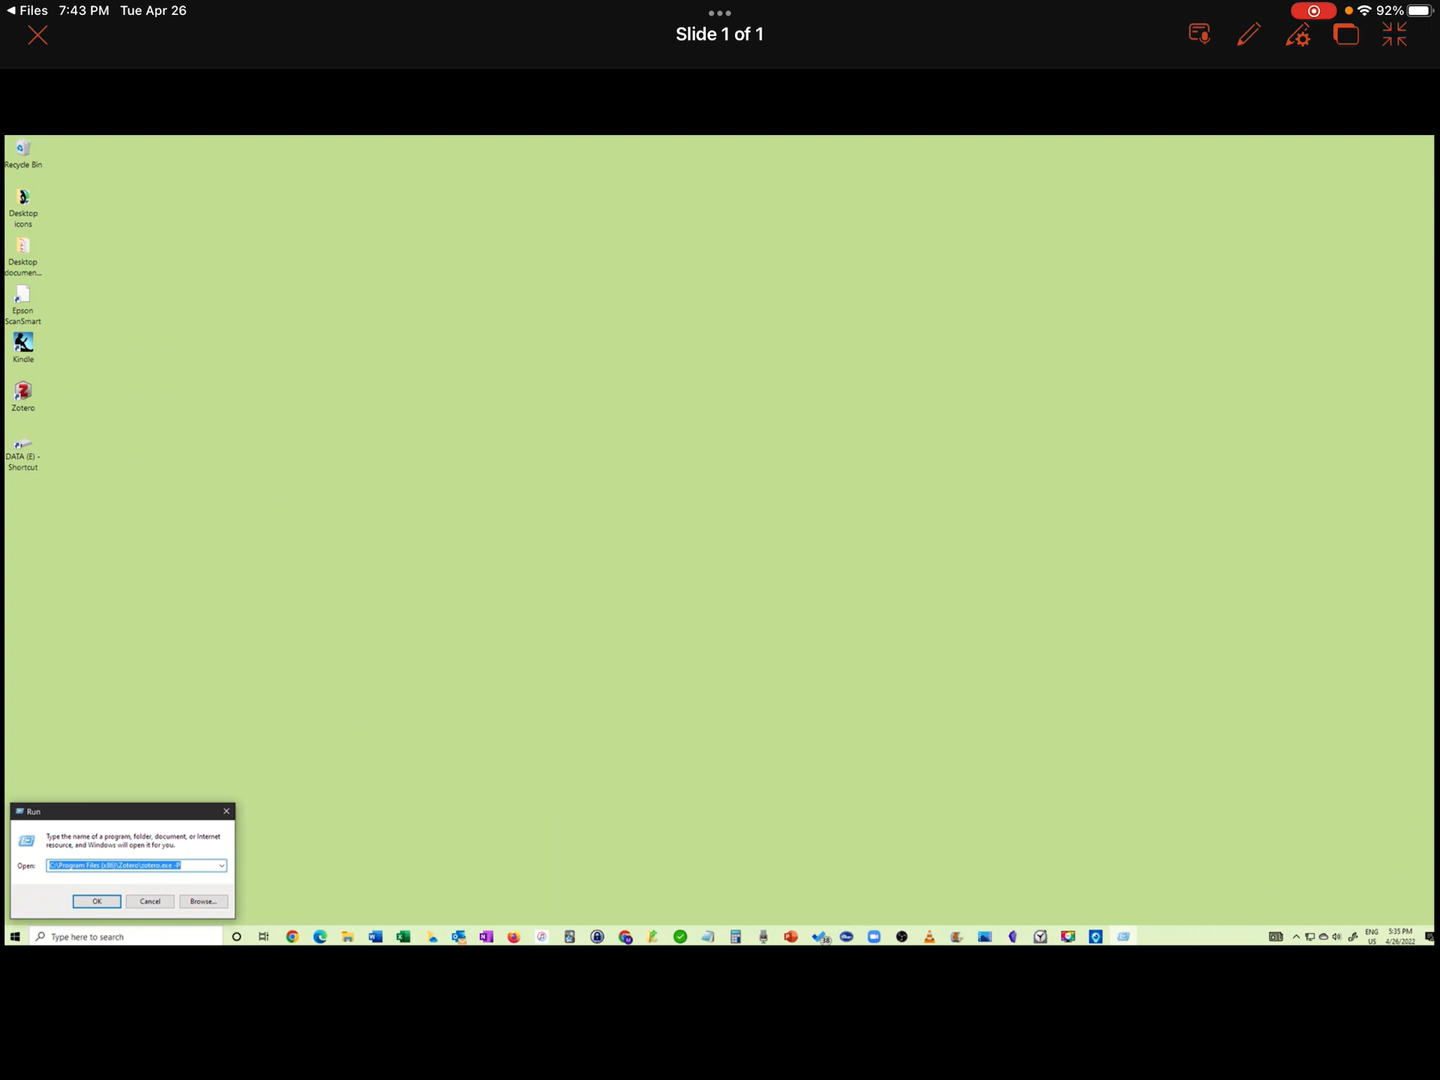 Files 7:43 PM Tue Apr 26
92%
Slide 1 of 1
Recycle Bin
Desktop
icons
Desktop
documen...
Epson
ScanSmart
Kindle
Zotero
DATA (E) -
Shortcut
Run
Type the name of a program, folder, document, or Internet
resource, and Windows will open it for you.
Open:
C:\Program Files (x86)\Zotero\zotero.exe -P
OK
Cancel
Browse...
Type here to search
38
ENG
US
5:35 PM
4/26/2022